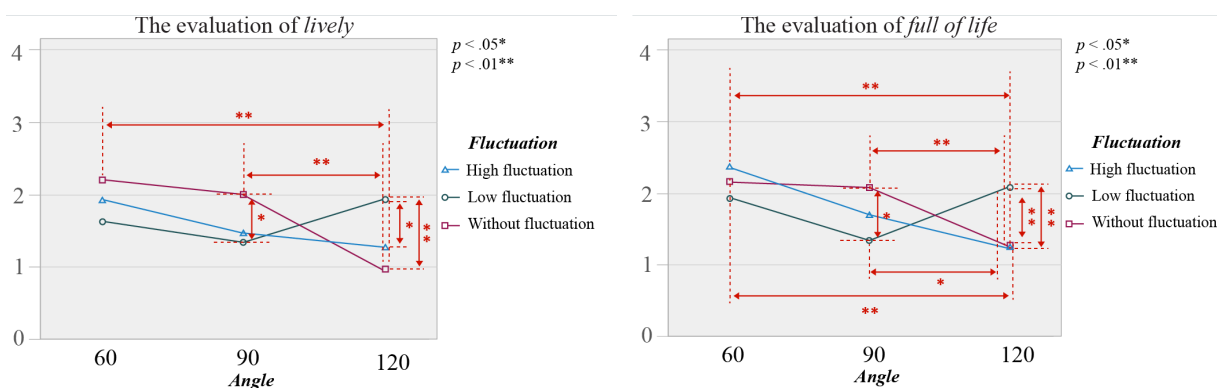 The evaluation of lively
4
3
2
1
0
60
90
120
Angle
**
**
*
*
**
p < .05*
p < .01**
Fluctuation
High fluctuation
Low fluctuation
Without fluctuation
The evaluation of full of life
4
3
2
1
0
60
90
120
Angle
**
**
*
**
**
*
**
p < .05*
p < .01**
Fluctuation
High fluctuation
Low fluctuation
Without fluctuation